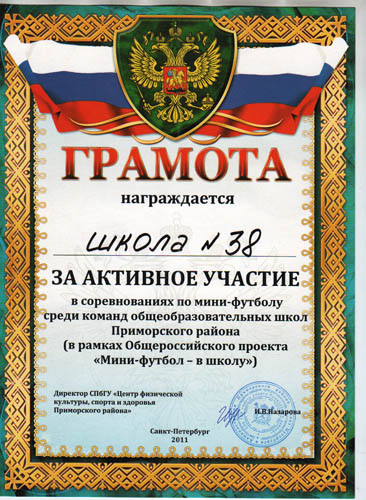 ГРАМОТА
награждается
школа № 38
ЗА АКТИВНОЕ УЧАСТИЕ
в соревнованиях по мини-футболу
среди команд общеобразовательных школ
Приморского района
(в рамках Общероссийского проекта
«Мини-футбол – в школу»)
Директор СПбГУ «Центр физической
культуры, спорта и здоровья
Приморского района»
И.В.Назарова
Санкт-Петербург
2011